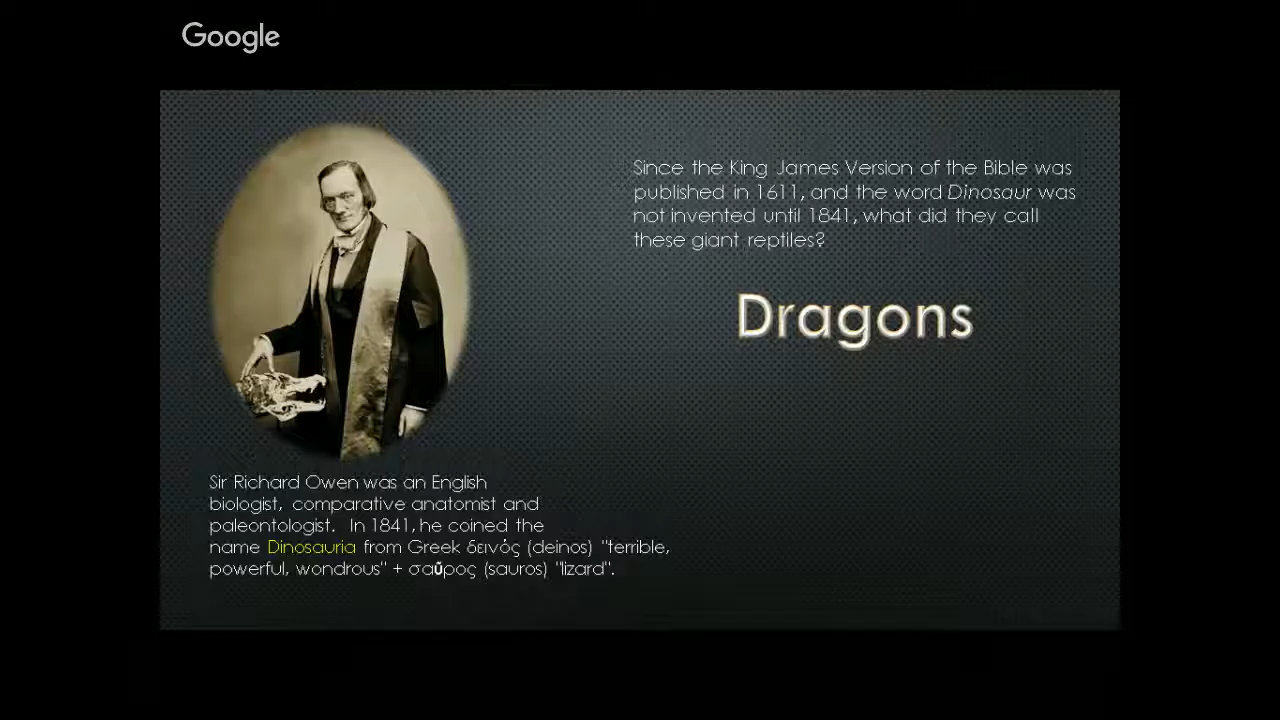 Google
Since the King James Version of the Bible was
published in 1611, and the word Dinosaur was
not invented until 1841, what did they call
these giant reptiles?
Dragons
Sir Richard Owen was an English
biologist, comparative anatomist and
paleontologist. In 1841, he coined the
name Dinosauria from Greek δεινός (deinos) "terrible,
powerful, wondrous" + σαῦρος (sauros) "lizard".